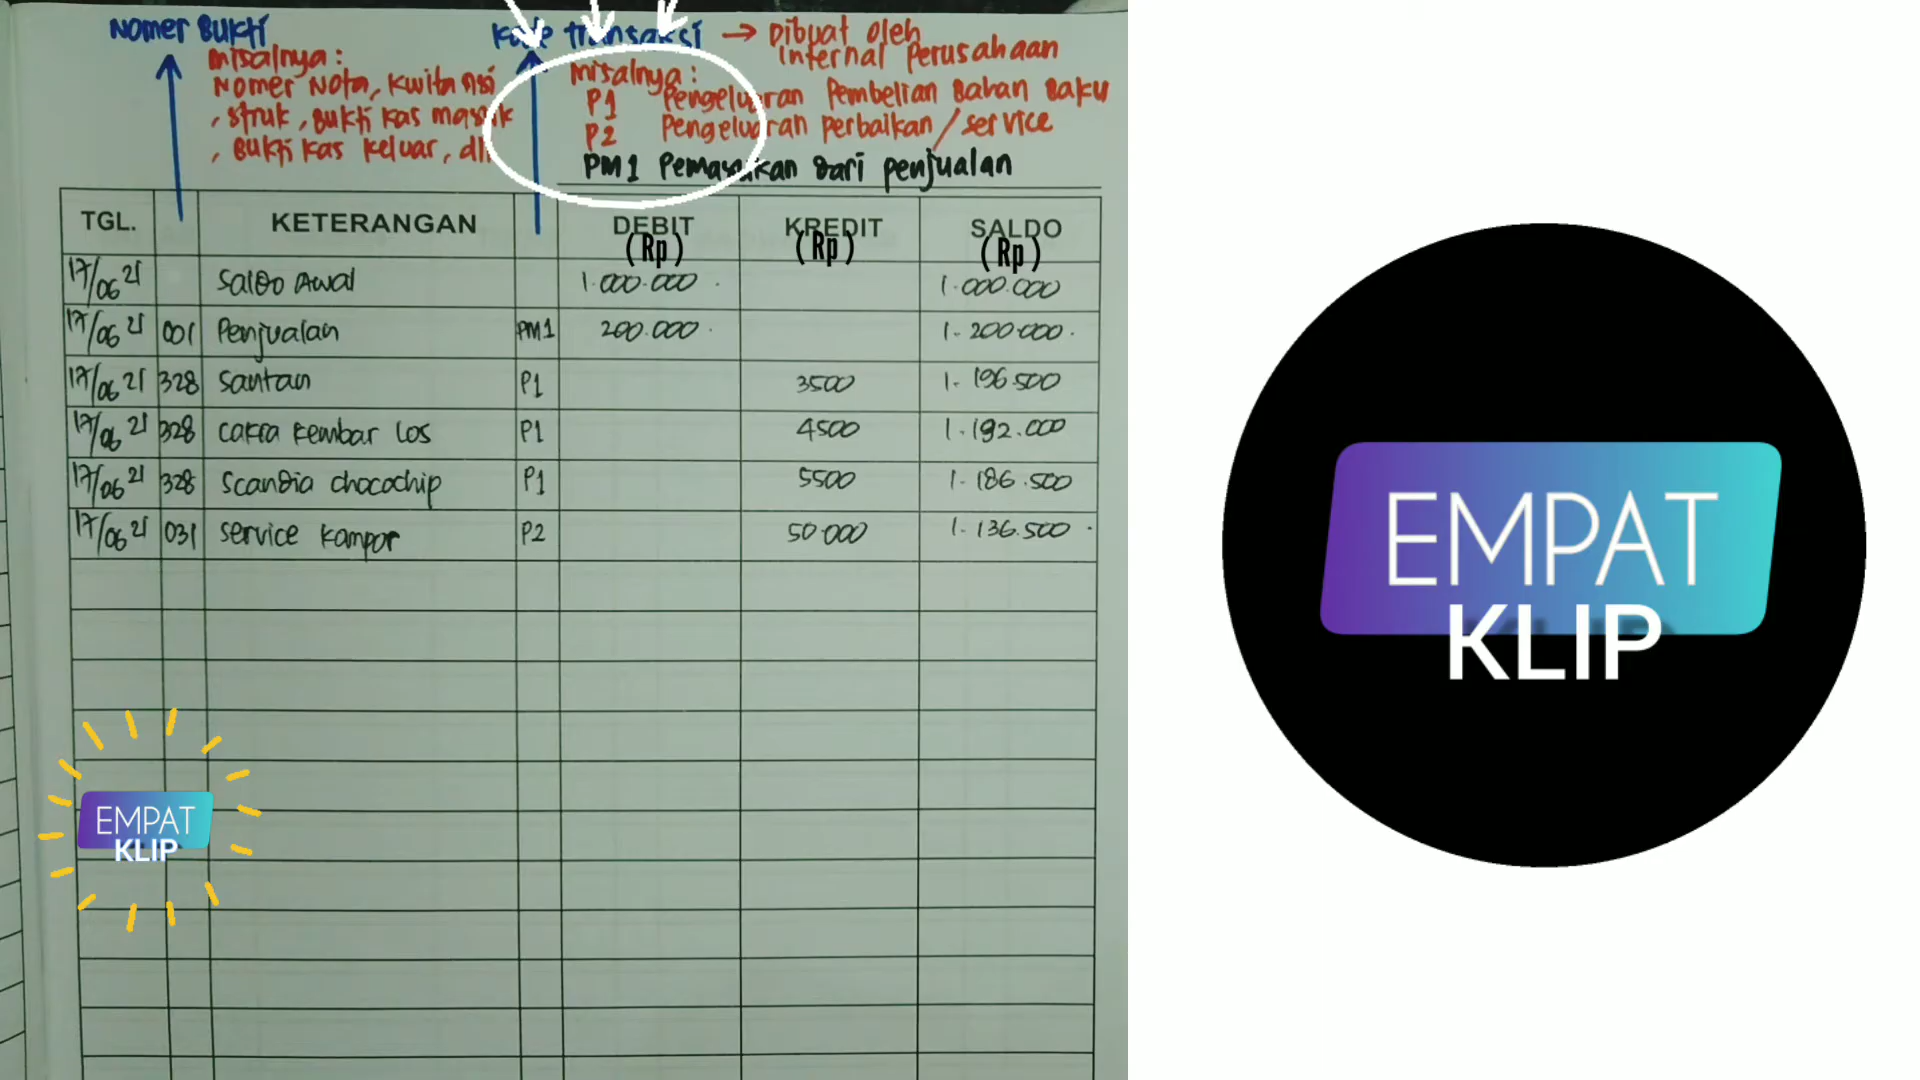 Nomer Bukti
misalnya:
Nomer Nota, kwitansi
, struk, Bukti kas masuk
, Bukti kas keluar, dll
kode transaksi → Dibuat oleh
Internal Perusahaan
misalnya:
P1 Pengeluaran Pembelian Bahan Baku
P2 Pengeluaran perbaikan/service
PM1 Pemasukan dari penjualan
TGL. KETERANGAN DEBIT KREDIT SALDO
(Rp) (Rp) (Rp)
17/06 21 Saldo Awal 1.000.000 1.000.000
17/06 21 001 Penjualan PM1 200.000 1.200.000
17/06 21 328 santan P1 3500 1.196.500
17/06 21 328 cakra kembar Los P1 4500 1.192.000
17/06 21 328 scandia chocochip P1 5500 1.186.500
17/06 21 031 service kompor P2 50.000 1.136.500
EMPAT
KLIP
EMPAT
KLIP